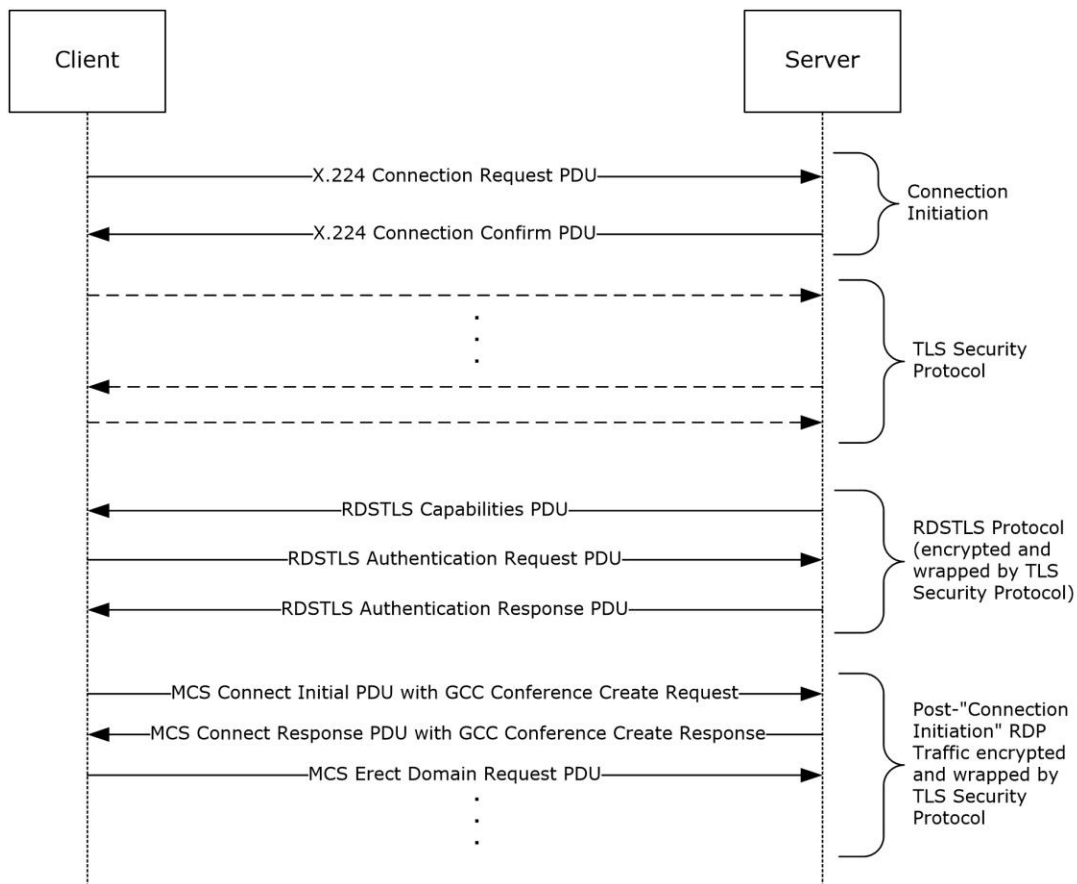 Client
Server
X.224 Connection Request PDU
Connection
Initiation
X.224 Connection Confirm PDU
TLS Security
Protocol
RDSTLS Capabilities PDU
RDSTLS Authentication Request PDU
RDSTLS Authentication Response PDU
RDSTLS Protocol
(encrypted and
wrapped by TLS
Security Protocol)
MCS Connect Initial PDU with GCC Conference Create Request
MCS Connect Response PDU with GCC Conference Create Response
MCS Erect Domain Request PDU
Post-"Connection
Initiation" RDP
Traffic encrypted
and wrapped by
TLS Security
Protocol